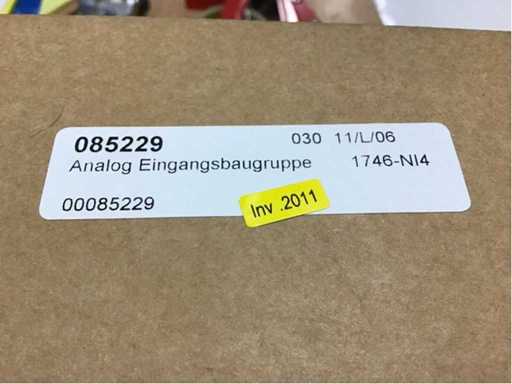 085229 030 11/L/06
Analog Eingangsbaugruppe 1746-NI4
00085229
Inv .2011